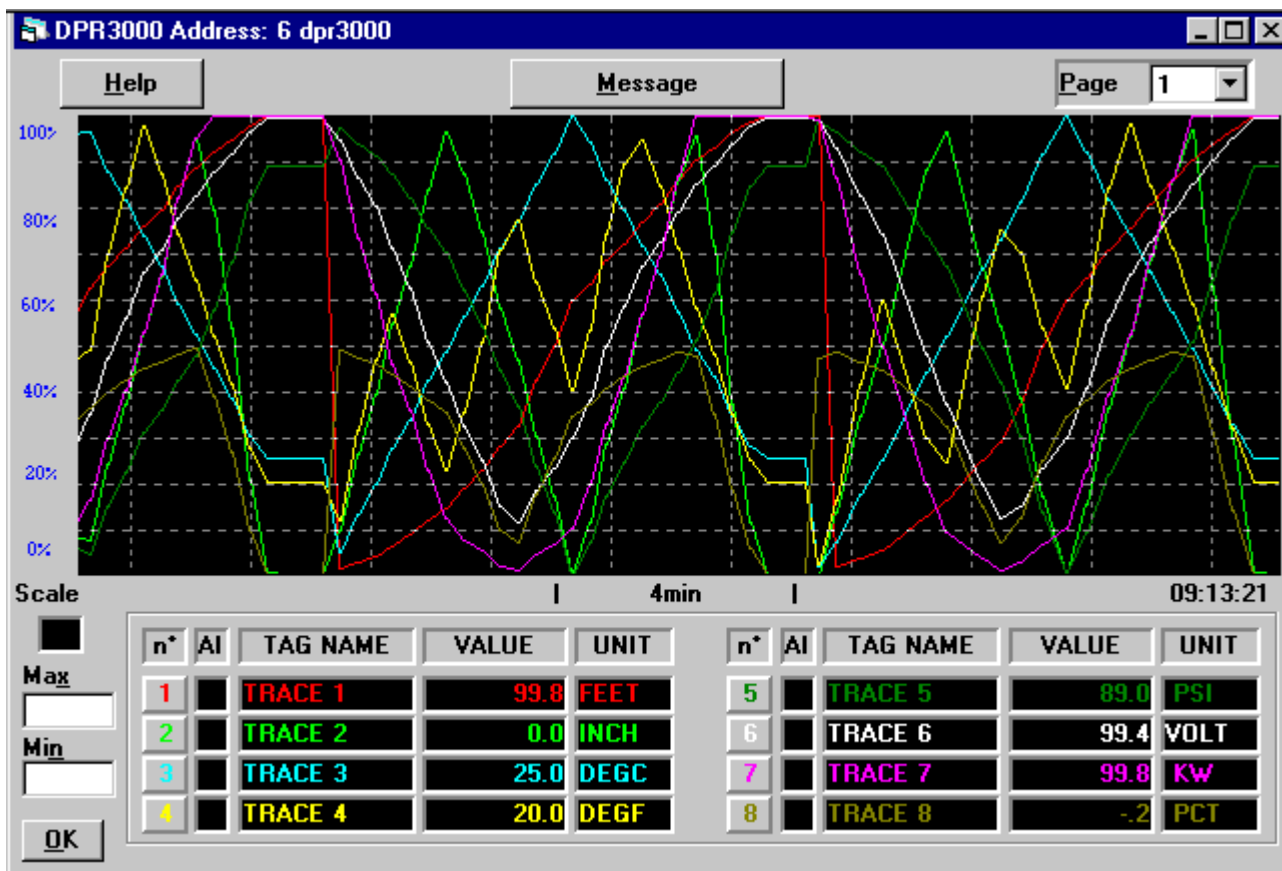 DPR3000 Address: 6 dpr3000
Help Message Page 1
100%
80%
60%
40%
20%
0%
Scale 4min 09:13:21
Max
Min
OK
n° AI TAG NAME VALUE UNIT
1 TRACE 1 99.8 FEET
2 TRACE 2 0.0 INCH
3 TRACE 3 25.0 DEGC
4 TRACE 4 20.0 DEGF
n° AI TAG NAME VALUE UNIT
5 TRACE 5 89.0 PSI
6 TRACE 6 99.4 VOLT
7 TRACE 7 99.8 KW
8 TRACE 8 -.2 PCT